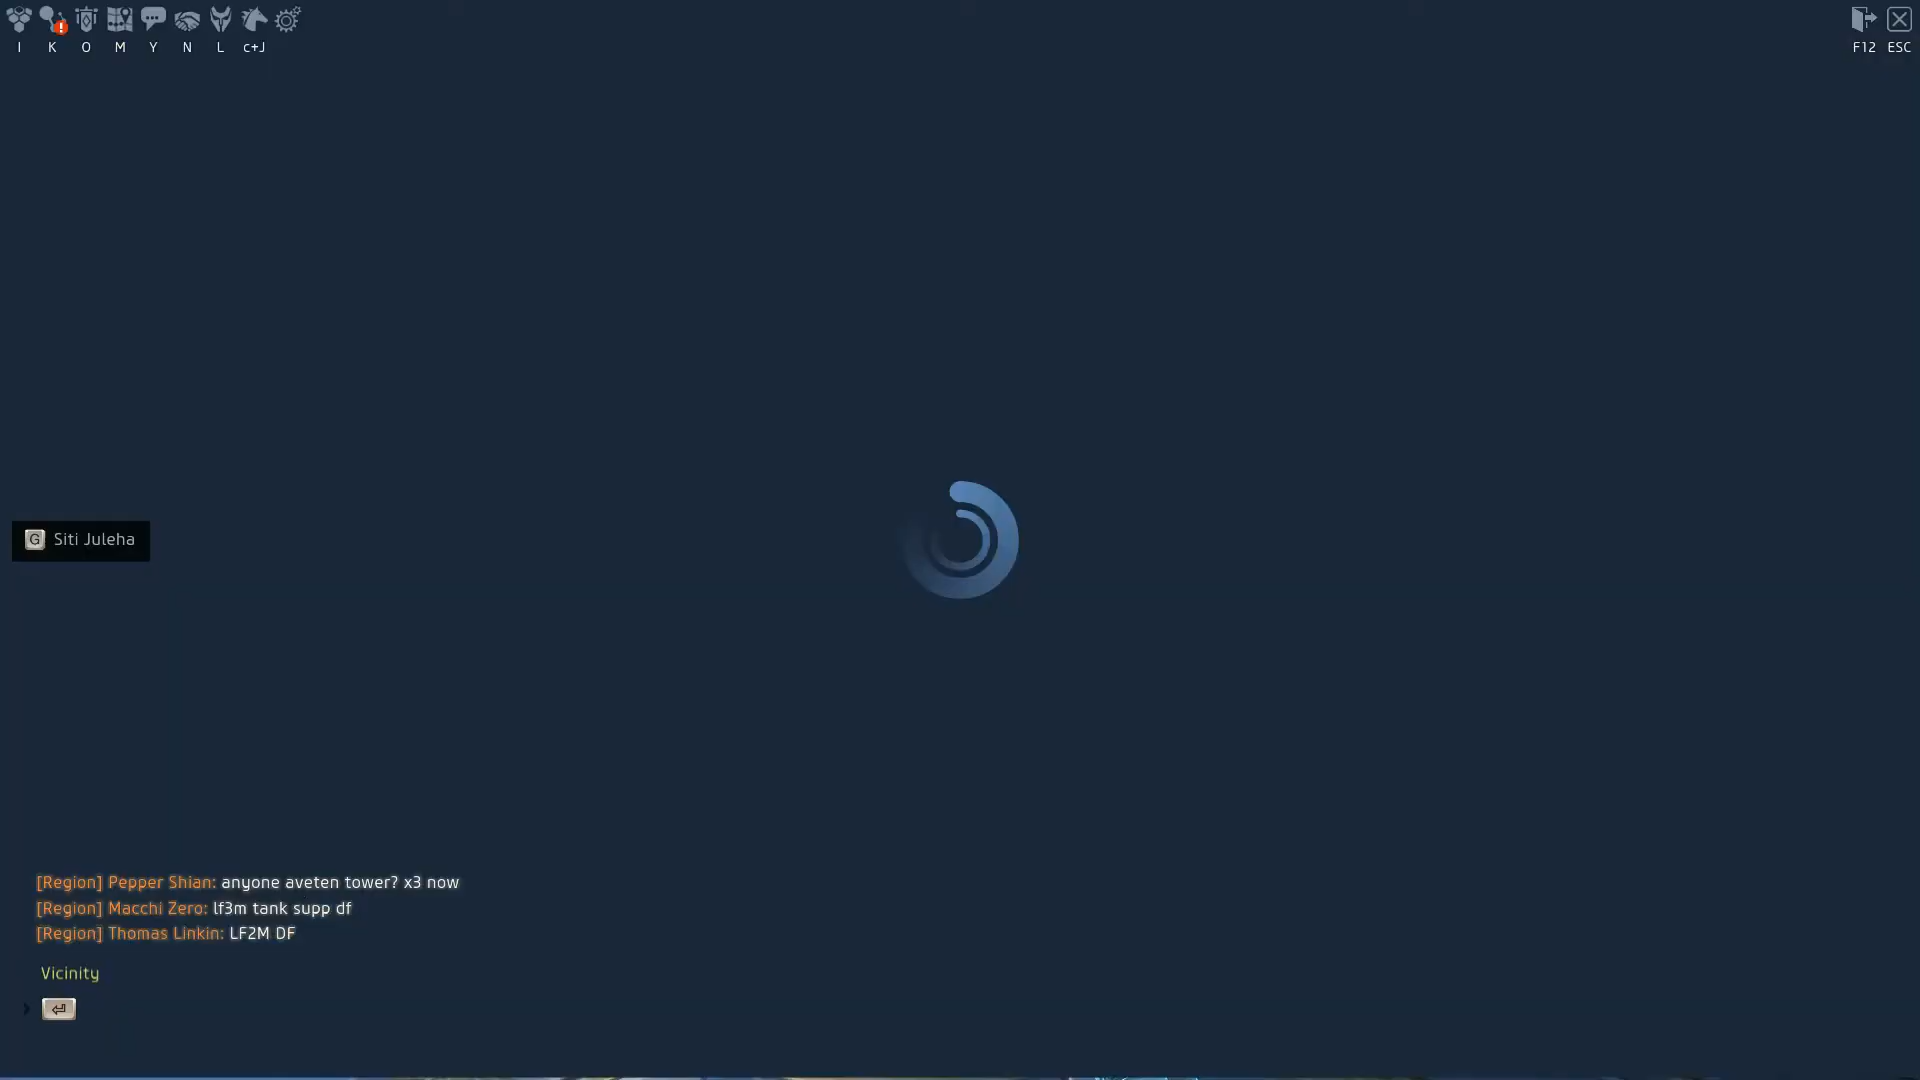 I K O M Y N L c+J
F12 ESC
G Siti Juleha
[Region] Pepper Shian: anyone aveten tower? x3 now
[Region] Macchi Zero: lf3m tank supp df
[Region] Thomas Linkin: LF2M DF
Vicinity